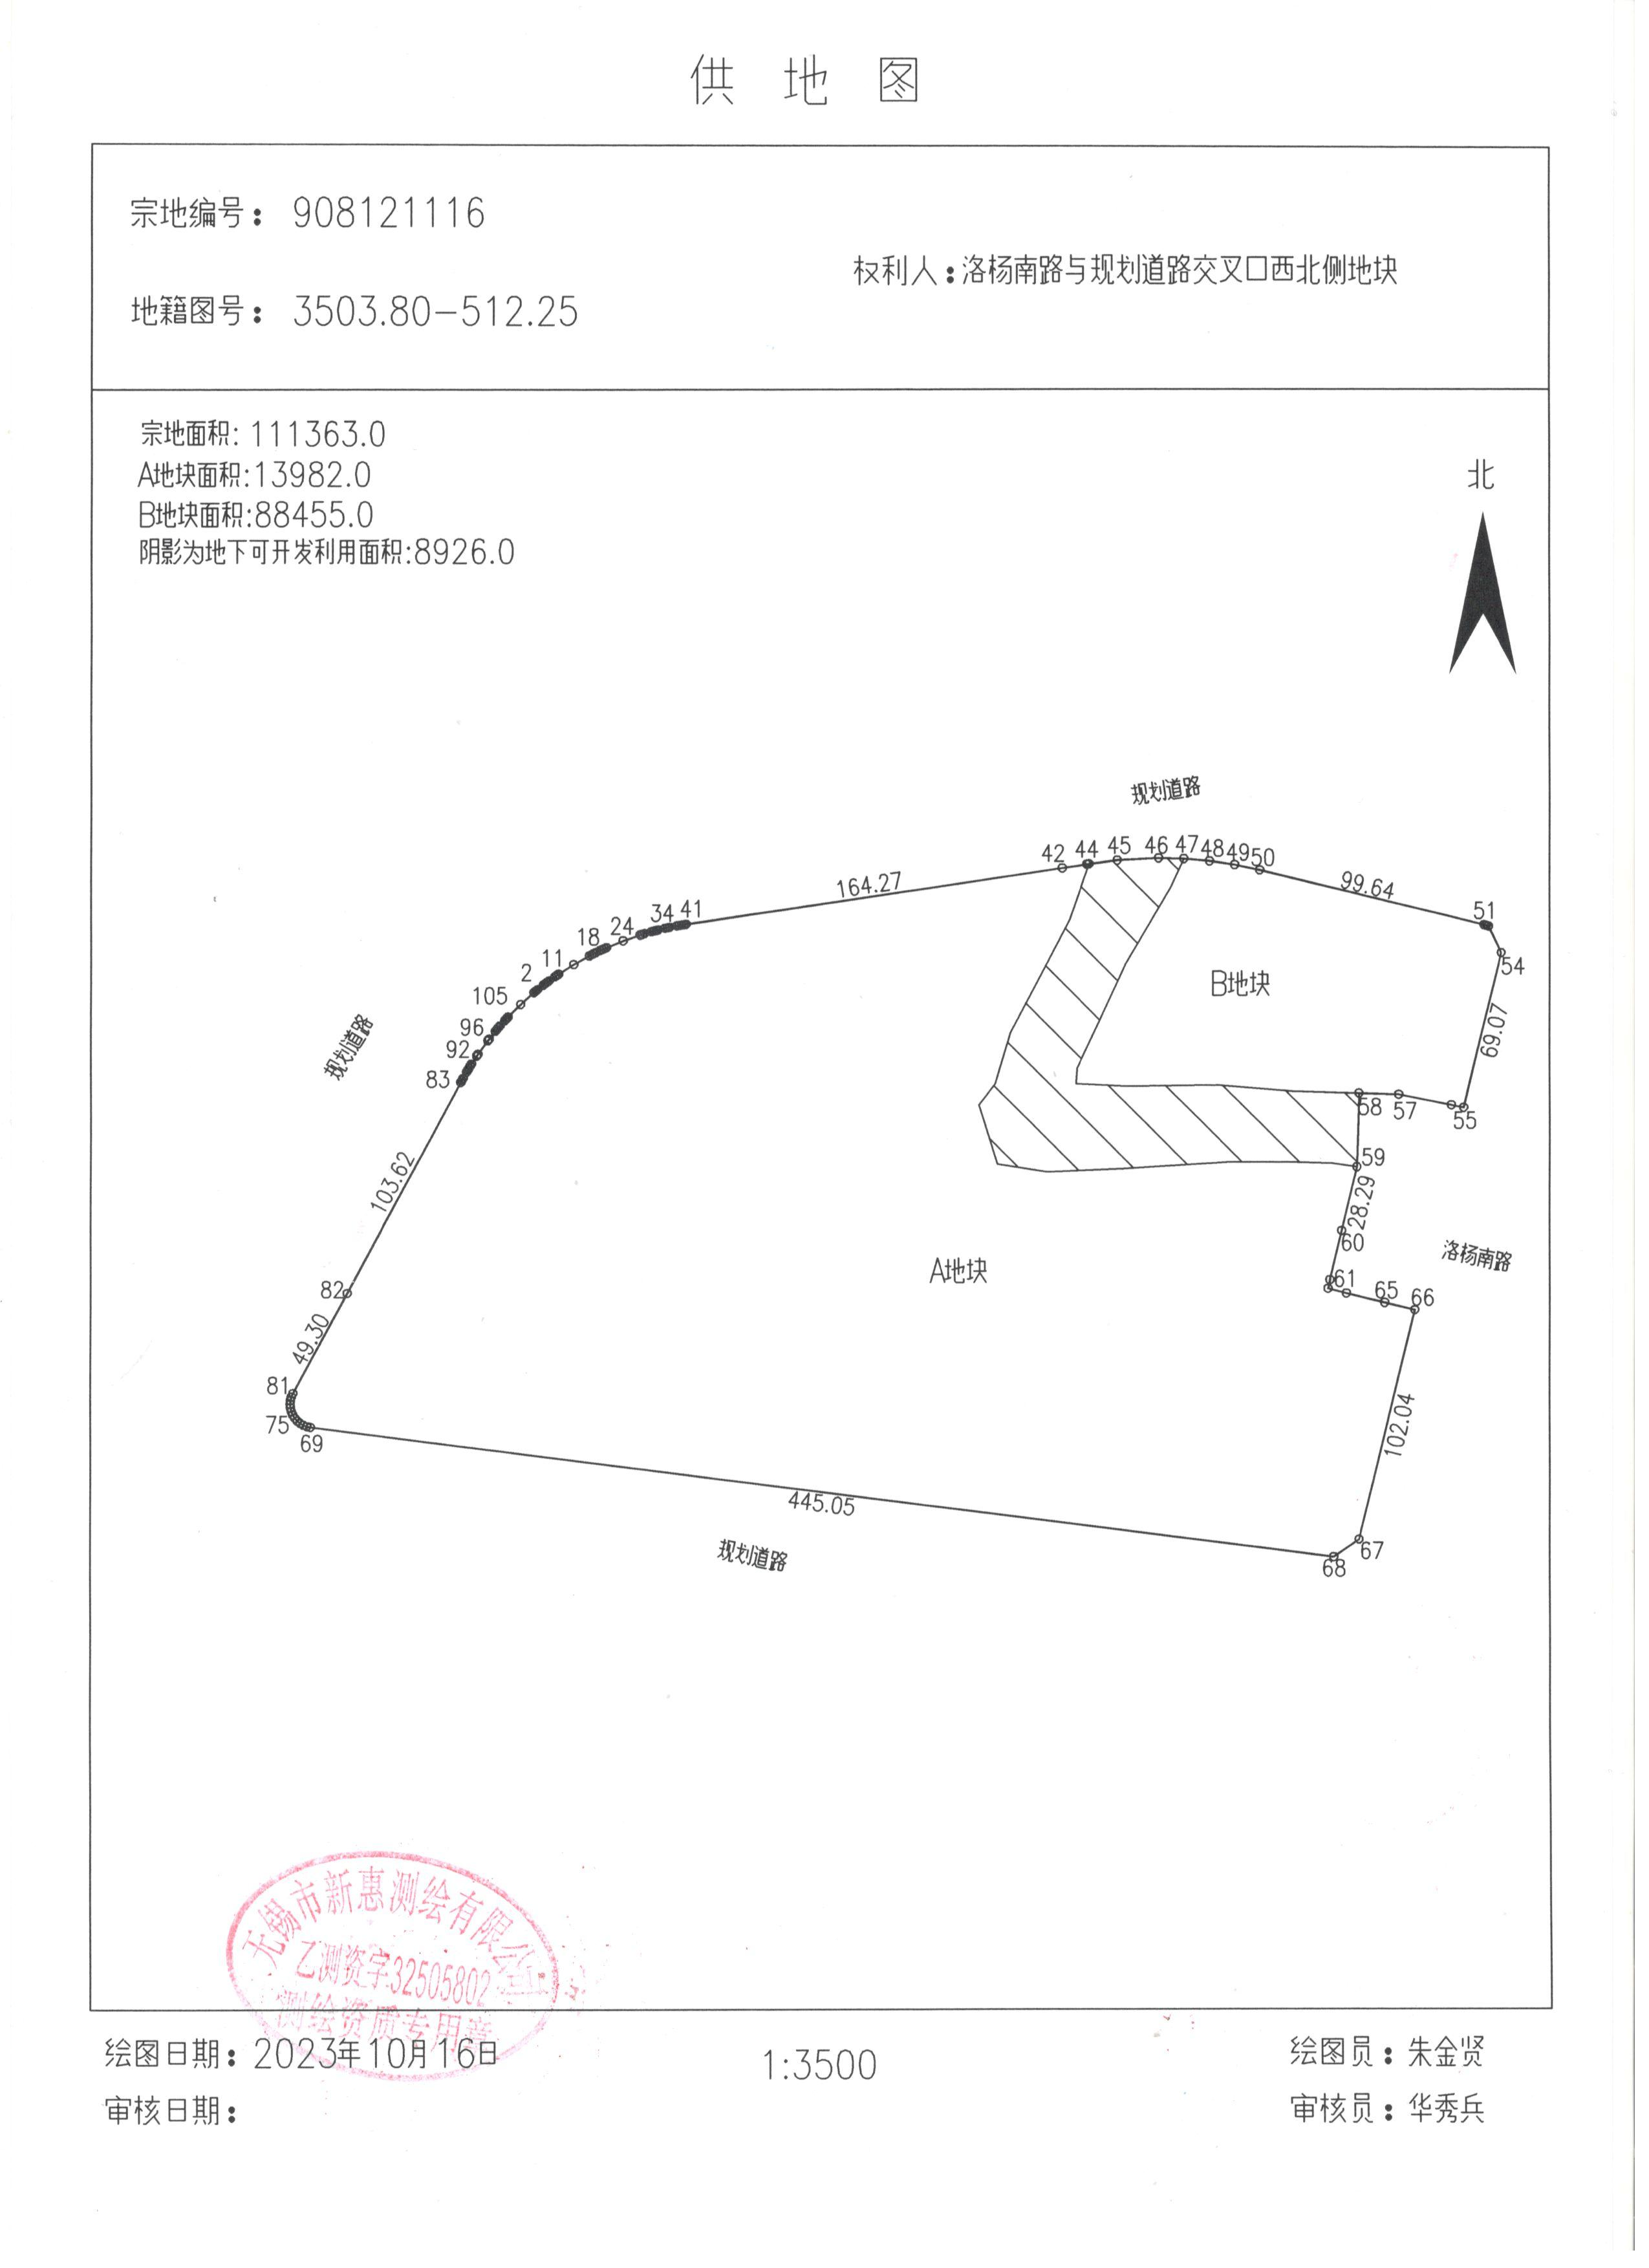 供地图
宗地编号：908121116
权利人：洛杨南路与规划道路交叉口西北侧地块
地籍图号：3503.80-512.25
宗地面积:111363.0
A地块面积:13982.0
B地块面积:88455.0
阴影为地下可开发利用面积:8926.0
北
规划道路
42
44
45
46
47
48
49
50
164.27
99.64
51
54
41
34
24
18
11
2
105
96
92
83
B地块
69.07
规划道路
58
57
55
59
28.29
60
103.62
洛杨南路
A地块
61
65
66
82
49.30
81
75
69
102.04
445.05
规划道路
67
68
无锡市新惠测绘有限公司
乙测资字32505802
测绘资质专用章
绘图日期：2023年10月16日
1:3500
绘图员：朱金贤
审核日期：
审核员：华秀兵